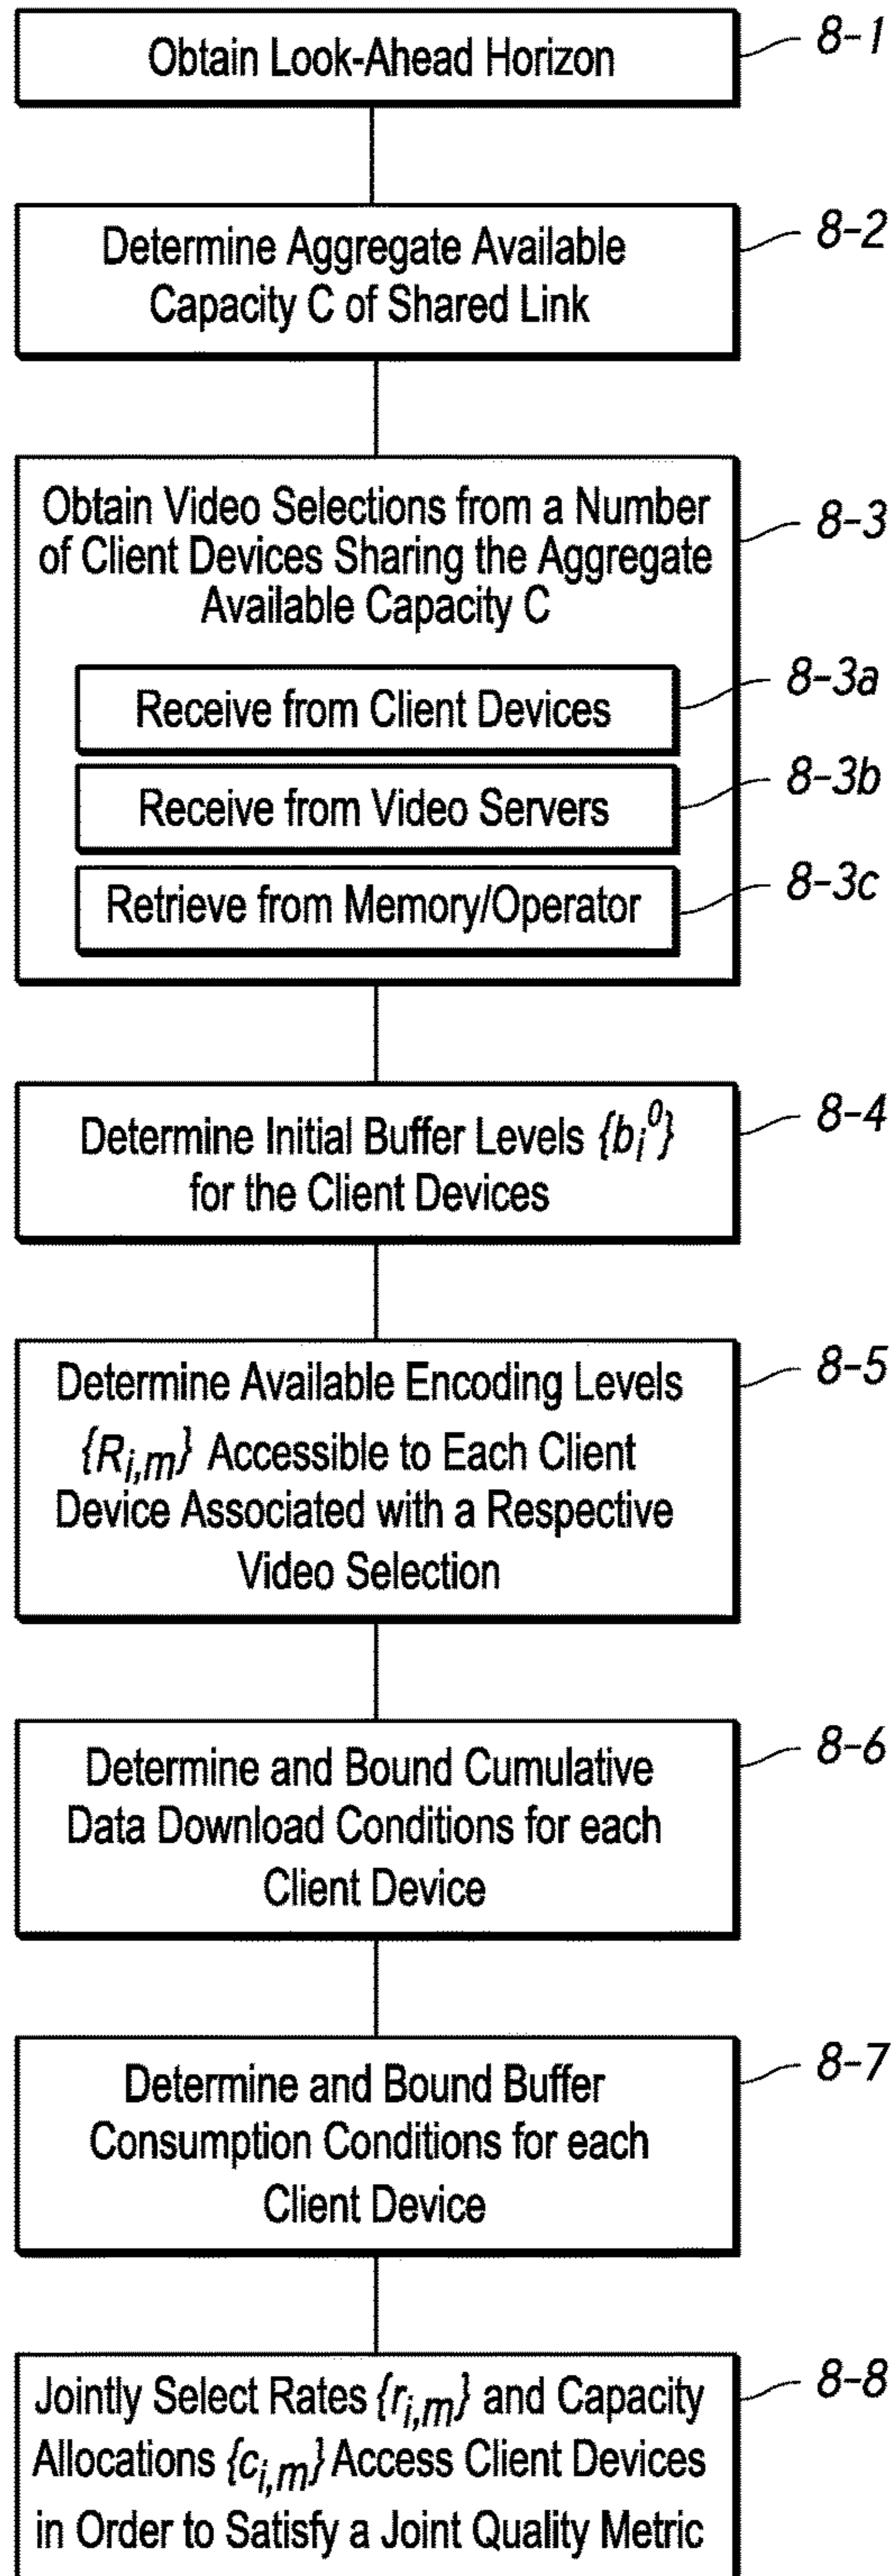 Obtain Look-Ahead Horizon
8-1
Determine Aggregate Available
Capacity C of Shared Link
8-2
Obtain Video Selections from a Number
of Client Devices Sharing the Aggregate
Available Capacity C
8-3
Receive from Client Devices
8-3a
Receive from Video Servers
8-3b
Retrieve from Memory/Operator
8-3c
Determine Initial Buffer Levels {b_i^0}
for the Client Devices
8-4
Determine Available Encoding Levels
{R_{i,m}} Accessible to Each Client
Device Associated with a Respective
Video Selection
8-5
Determine and Bound Cumulative
Data Download Conditions for each
Client Device
8-6
Determine and Bound Buffer
Consumption Conditions for each
Client Device
8-7
Jointly Select Rates {r_{i,m}} and Capacity
Allocations {c_{i,m}} Access Client Devices
in Order to Satisfy a Joint Quality Metric
8-8